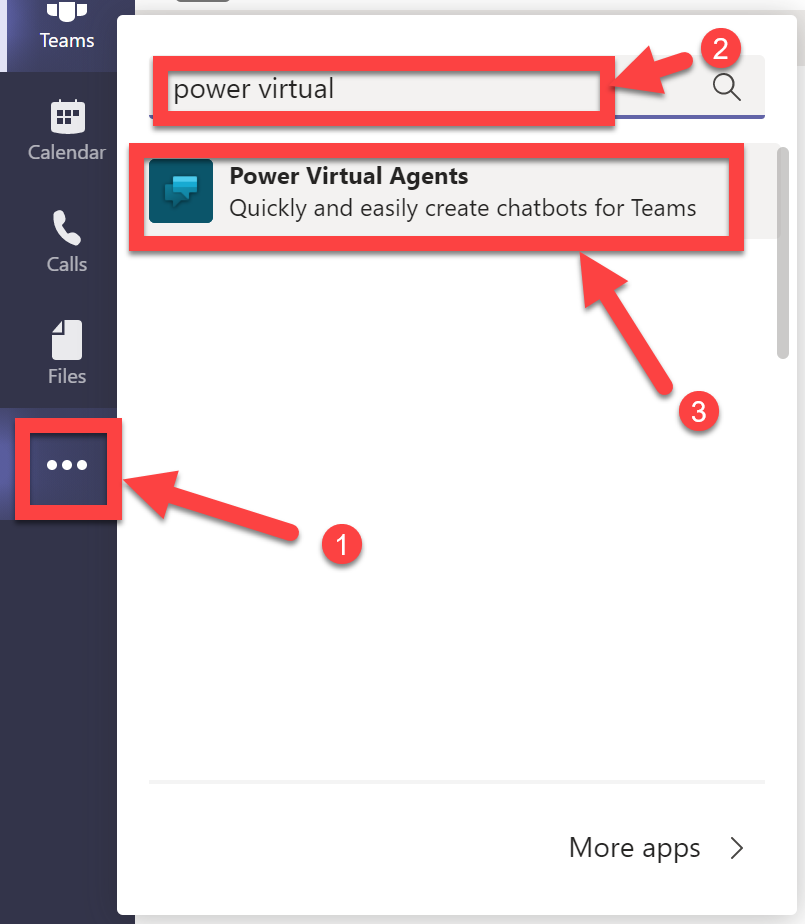 Teams
Calendar
Calls
Files
1
power virtual
2
Power Virtual Agents
Quickly and easily create chatbots for Teams
3
More apps